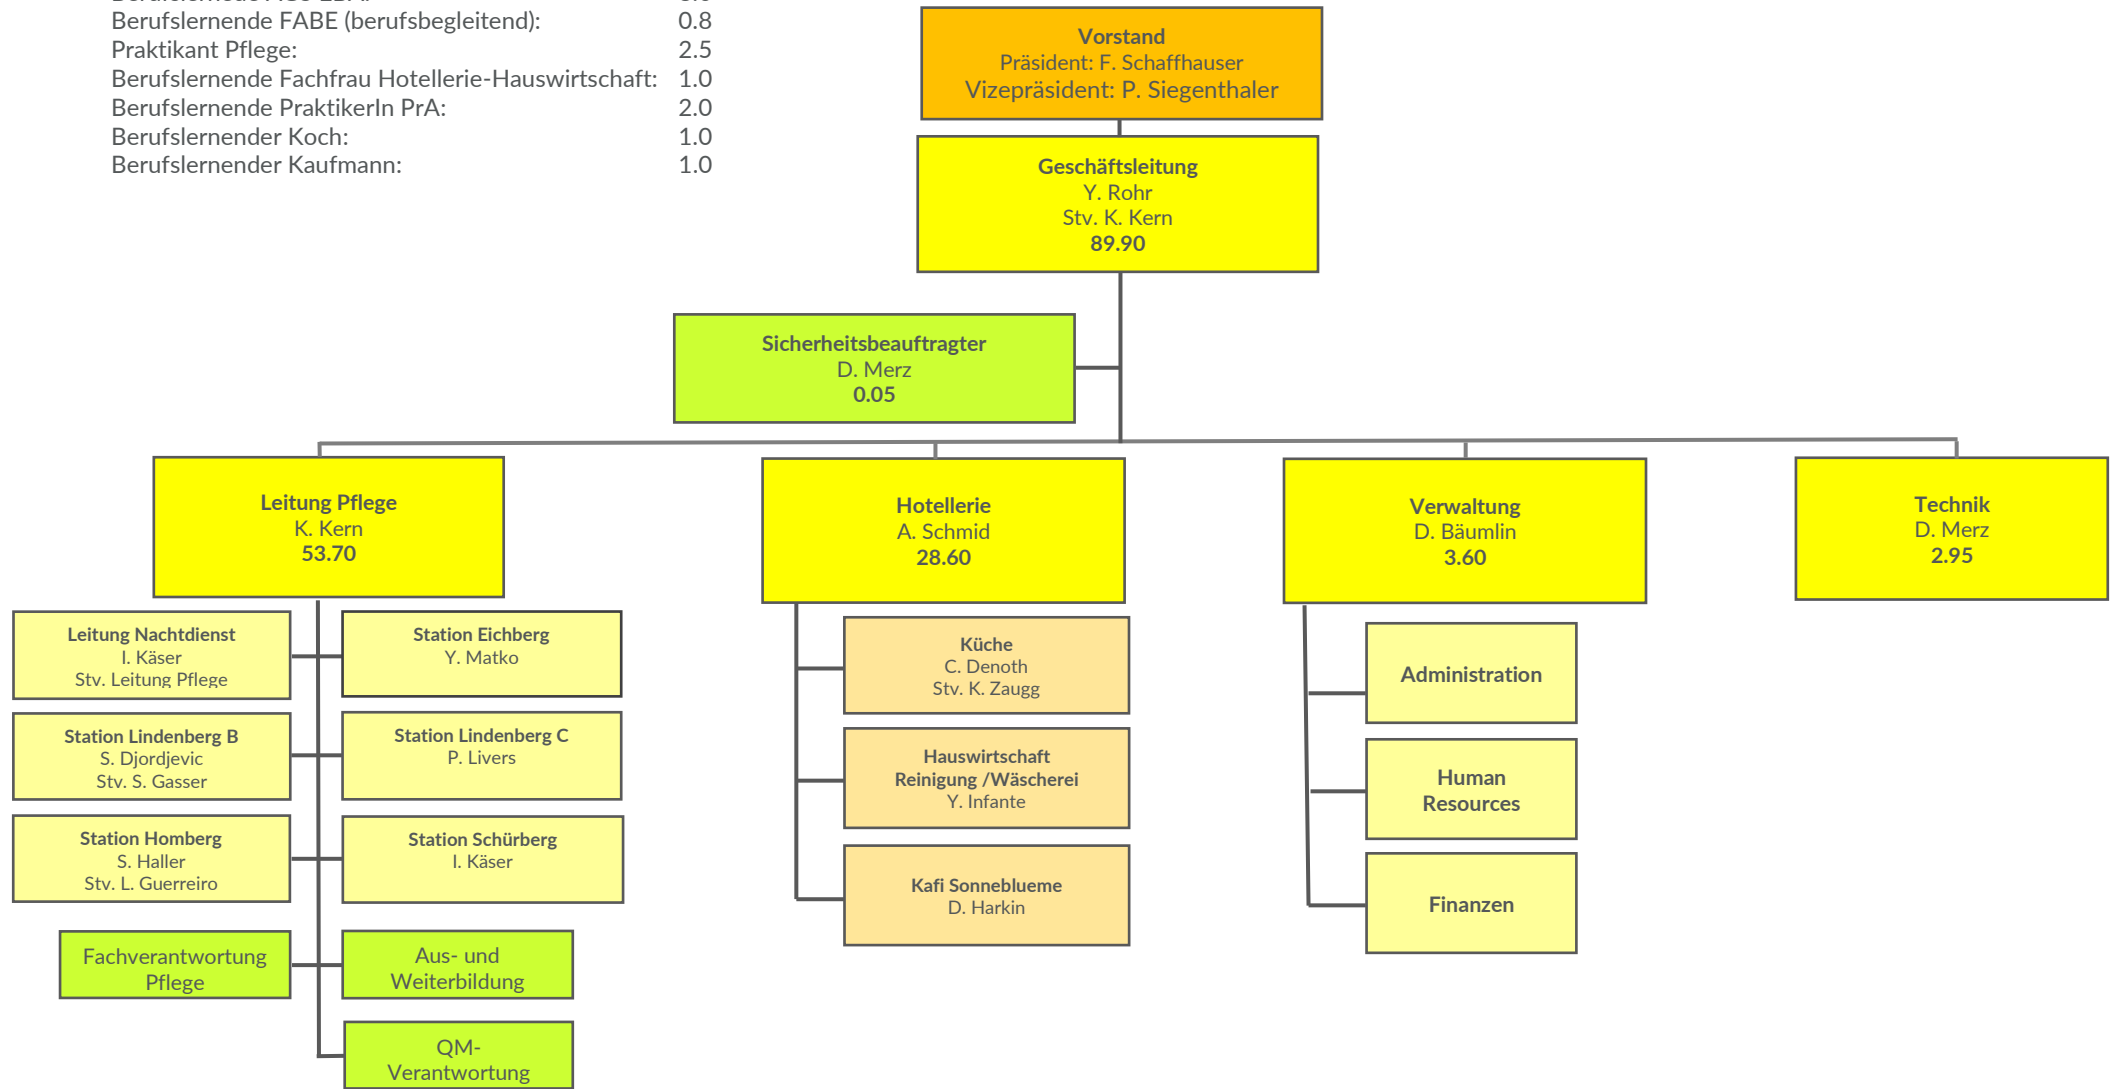 Berufslernende FABE (berufsbegleitend): 0.8
Praktikant Pflege: 2.5
Berufslernende Fachfrau Hotellerie-Hauswirtschaft: 1.0
Berufslernende PraktikerIn PrA: 2.0
Berufslernender Koch: 1.0
Berufslernender Kaufmann: 1.0
Vorstand
Präsident: F. Schaffhauser
Vizepräsident: P. Siegenthaler
Geschäftsleitung
Y. Rohr
Stv. K. Kern
89.90
Sicherheitsbeauftragter
D. Merz
0.05
Leitung Pflege
K. Kern
53.70
Hotellerie
A. Schmid
28.60
Verwaltung
D. Bäumlin
3.60
Technik
D. Merz
2.95
Leitung Nachtdienst
I. Käser
Stv. Leitung Pflege
Station Eichberg
Y. Matko
Station Lindenberg B
S. Djordjevic
Stv. S. Gasser
Station Lindenberg C
P. Livers
Station Homberg
S. Haller
Stv. L. Guerreiro
Station Schürberg
I. Käser
Fachverantwortung
Pflege
Aus- und
Weiterbildung
QM-
Verantwortung
Küche
C. Denoth
Stv. K. Zaugg
Hauswirtschaft
Reinigung /Wäscherei
Y. Infante
Kafi Sonneblueme
D. Harkin
Administration
Human
Resources
Finanzen